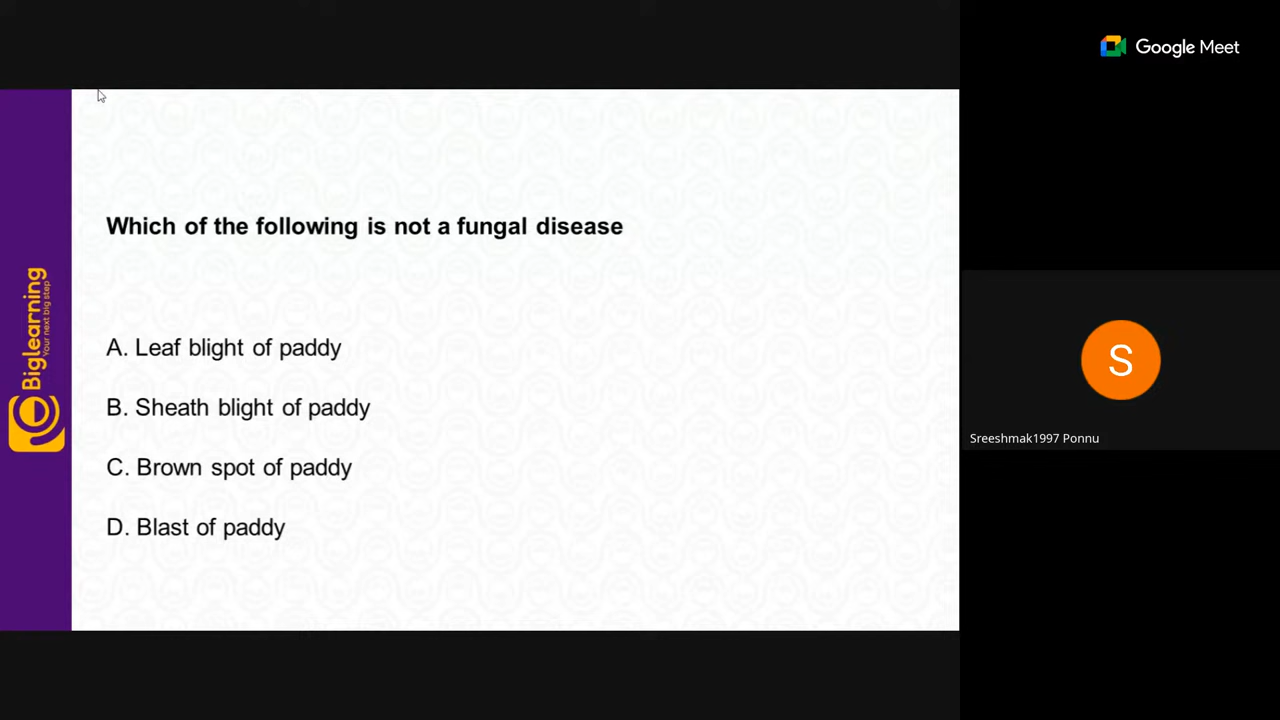 Google Meet
Which of the following is not a fungal disease
A. Leaf blight of paddy
B. Sheath blight of paddy
C. Brown spot of paddy
D. Blast of paddy
Biglearning
Your next big step
S
Sreeshmak1997 Ponnu